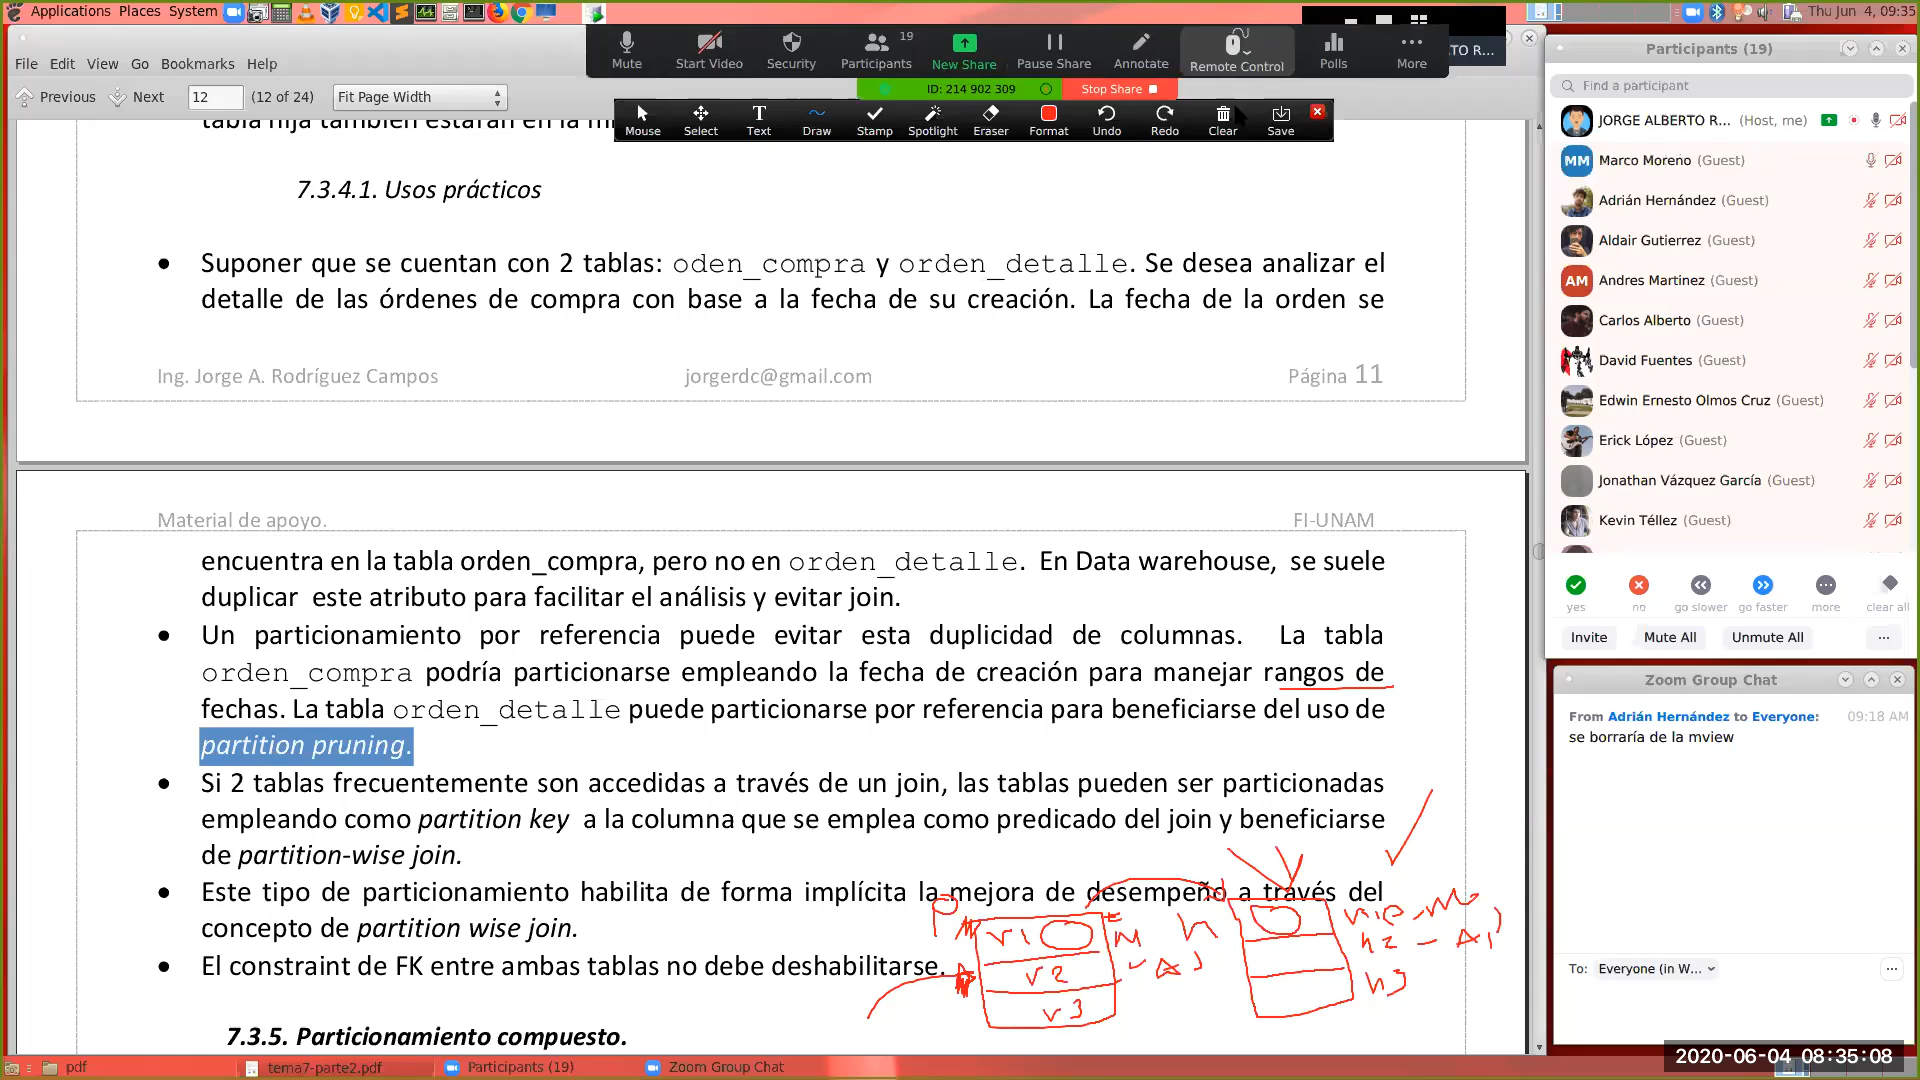 Applications Places System
Thu Jun 4, 09:35
File Edit View Go Bookmarks Help
Previous Next 12 (12 of 24) Fit Page Width
Mute Start Video Security Participants 19 New Share Pause Share Annotate Remote Control Polls More
TO R...
ID: 214 902 309 Stop Share
Mouse Select Text Draw Stamp Spotlight Eraser Format Undo Redo Clear Save
7.3.4.1. Usos prácticos
Suponer que se cuentan con 2 tablas: oden_compra y orden_detalle. Se desea analizar el
detalle de las órdenes de compra con base a la fecha de su creación. La fecha de la orden se
Ing. Jorge A. Rodríguez Campos jorgerdc@gmail.com Página 11
Material de apoyo. FI-UNAM
encuentra en la tabla orden_compra, pero no en orden_detalle. En Data warehouse, se suele
duplicar este atributo para facilitar el análisis y evitar join.
Un particionamiento por referencia puede evitar esta duplicidad de columnas. La tabla
orden_compra podría particionarse empleando la fecha de creación para manejar rangos de
fechas. La tabla orden_detalle puede particionarse por referencia para beneficiarse del uso de
partition pruning.
Si 2 tablas frecuentemente son accedidas a través de un join, las tablas pueden ser particionadas
empleando como partition key a la columna que se emplea como predicado del join y beneficiarse
de partition-wise join.
Este tipo de particionamiento habilita de forma implícita la mejora de desempeño a través del
concepto de partition wise join.
El constraint de FK entre ambas tablas no debe deshabilitarse.
7.3.5. Particionamiento compuesto.
P
r1
r2
r3
h
h2 - A1
h3
Participants (19)
Find a participant
JORGE ALBERTO R... (Host, me)
MM Marco Moreno (Guest)
Adrián Hernández (Guest)
Aldair Gutierrez (Guest)
AM Andres Martinez (Guest)
Carlos Alberto (Guest)
David Fuentes (Guest)
Edwin Ernesto Olmos Cruz (Guest)
Erick López (Guest)
Jonathan Vázquez García (Guest)
Kevin Téllez (Guest)
yes no go slower go faster more clear all
Invite Mute All Unmute All ...
Zoom Group Chat
From Adrián Hernández to Everyone: 09:18 AM
se borraría de la mview
To: Everyone (in W... ...
2020-06-04 08:35:08
pdf tema7-parte2.pdf Participants (19) Zoom Group Chat